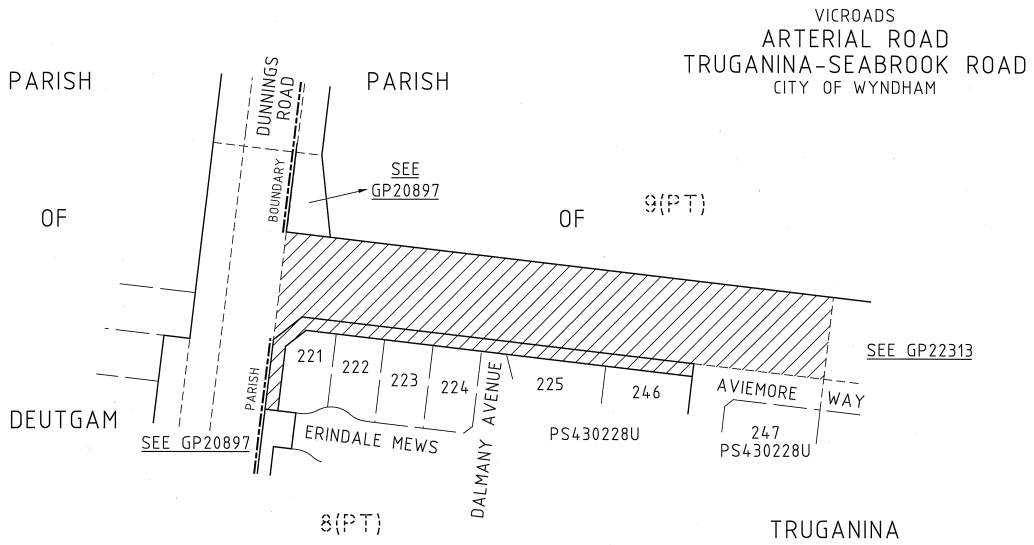 VICROADS
ARTERIAL ROAD
TRUGANINA-SEABROOK ROAD
CITY OF WYNDHAM
PARISH
DUNNINGS
ROAD
PARISH
SEE
GP20897
BOUNDARY
OF
OF
9(PT)
SEE GP22313
221
222
223
224
225
246
AVIEMORE
WAY
PARISH
DALMANY AVENUE
DEUTGAM
SEE GP20897
ERINDALE MEWS
PS430228U
247
PS430228U
8(PT)
TRUGANINA